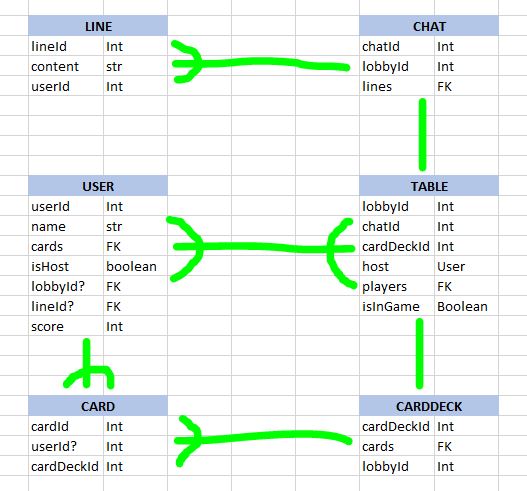 LINE
lineId Int
content str
userId Int
CHAT
chatId Int
lobbyId Int
lines FK
USER
userId Int
name str
cards FK
isHost boolean
lobbyId? FK
lineId? FK
score Int
TABLE
lobbyId Int
chatId Int
cardDeckId Int
host User
players FK
isInGame Boolean
CARD
cardId Int
userId? Int
cardDeckId Int
CARDDECK
cardDeckId Int
cards FK
lobbyId Int